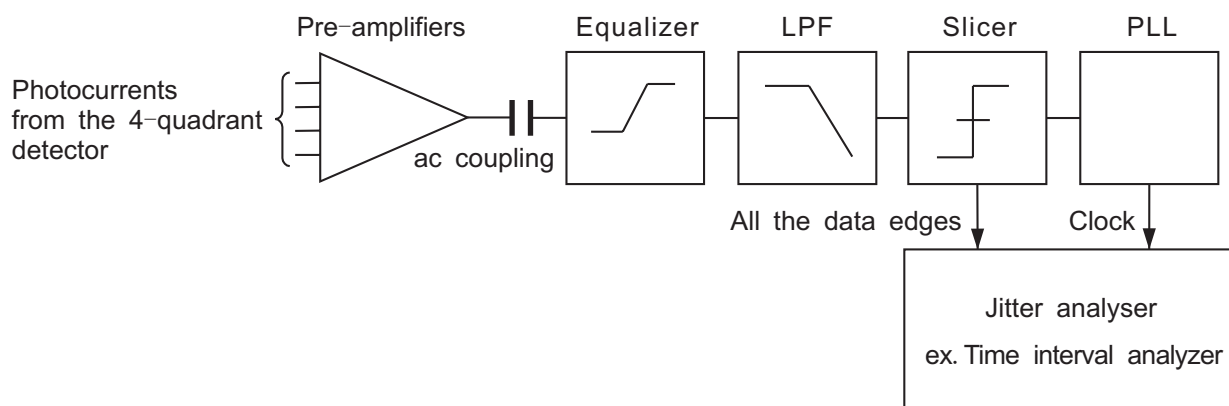 Pre-amplifiers
Equalizer
LPF
Slicer
PLL
Photocurrents
from the 4-quadrant
detector
ac coupling
All the data edges
Clock
Jitter analyser
ex. Time interval analyzer